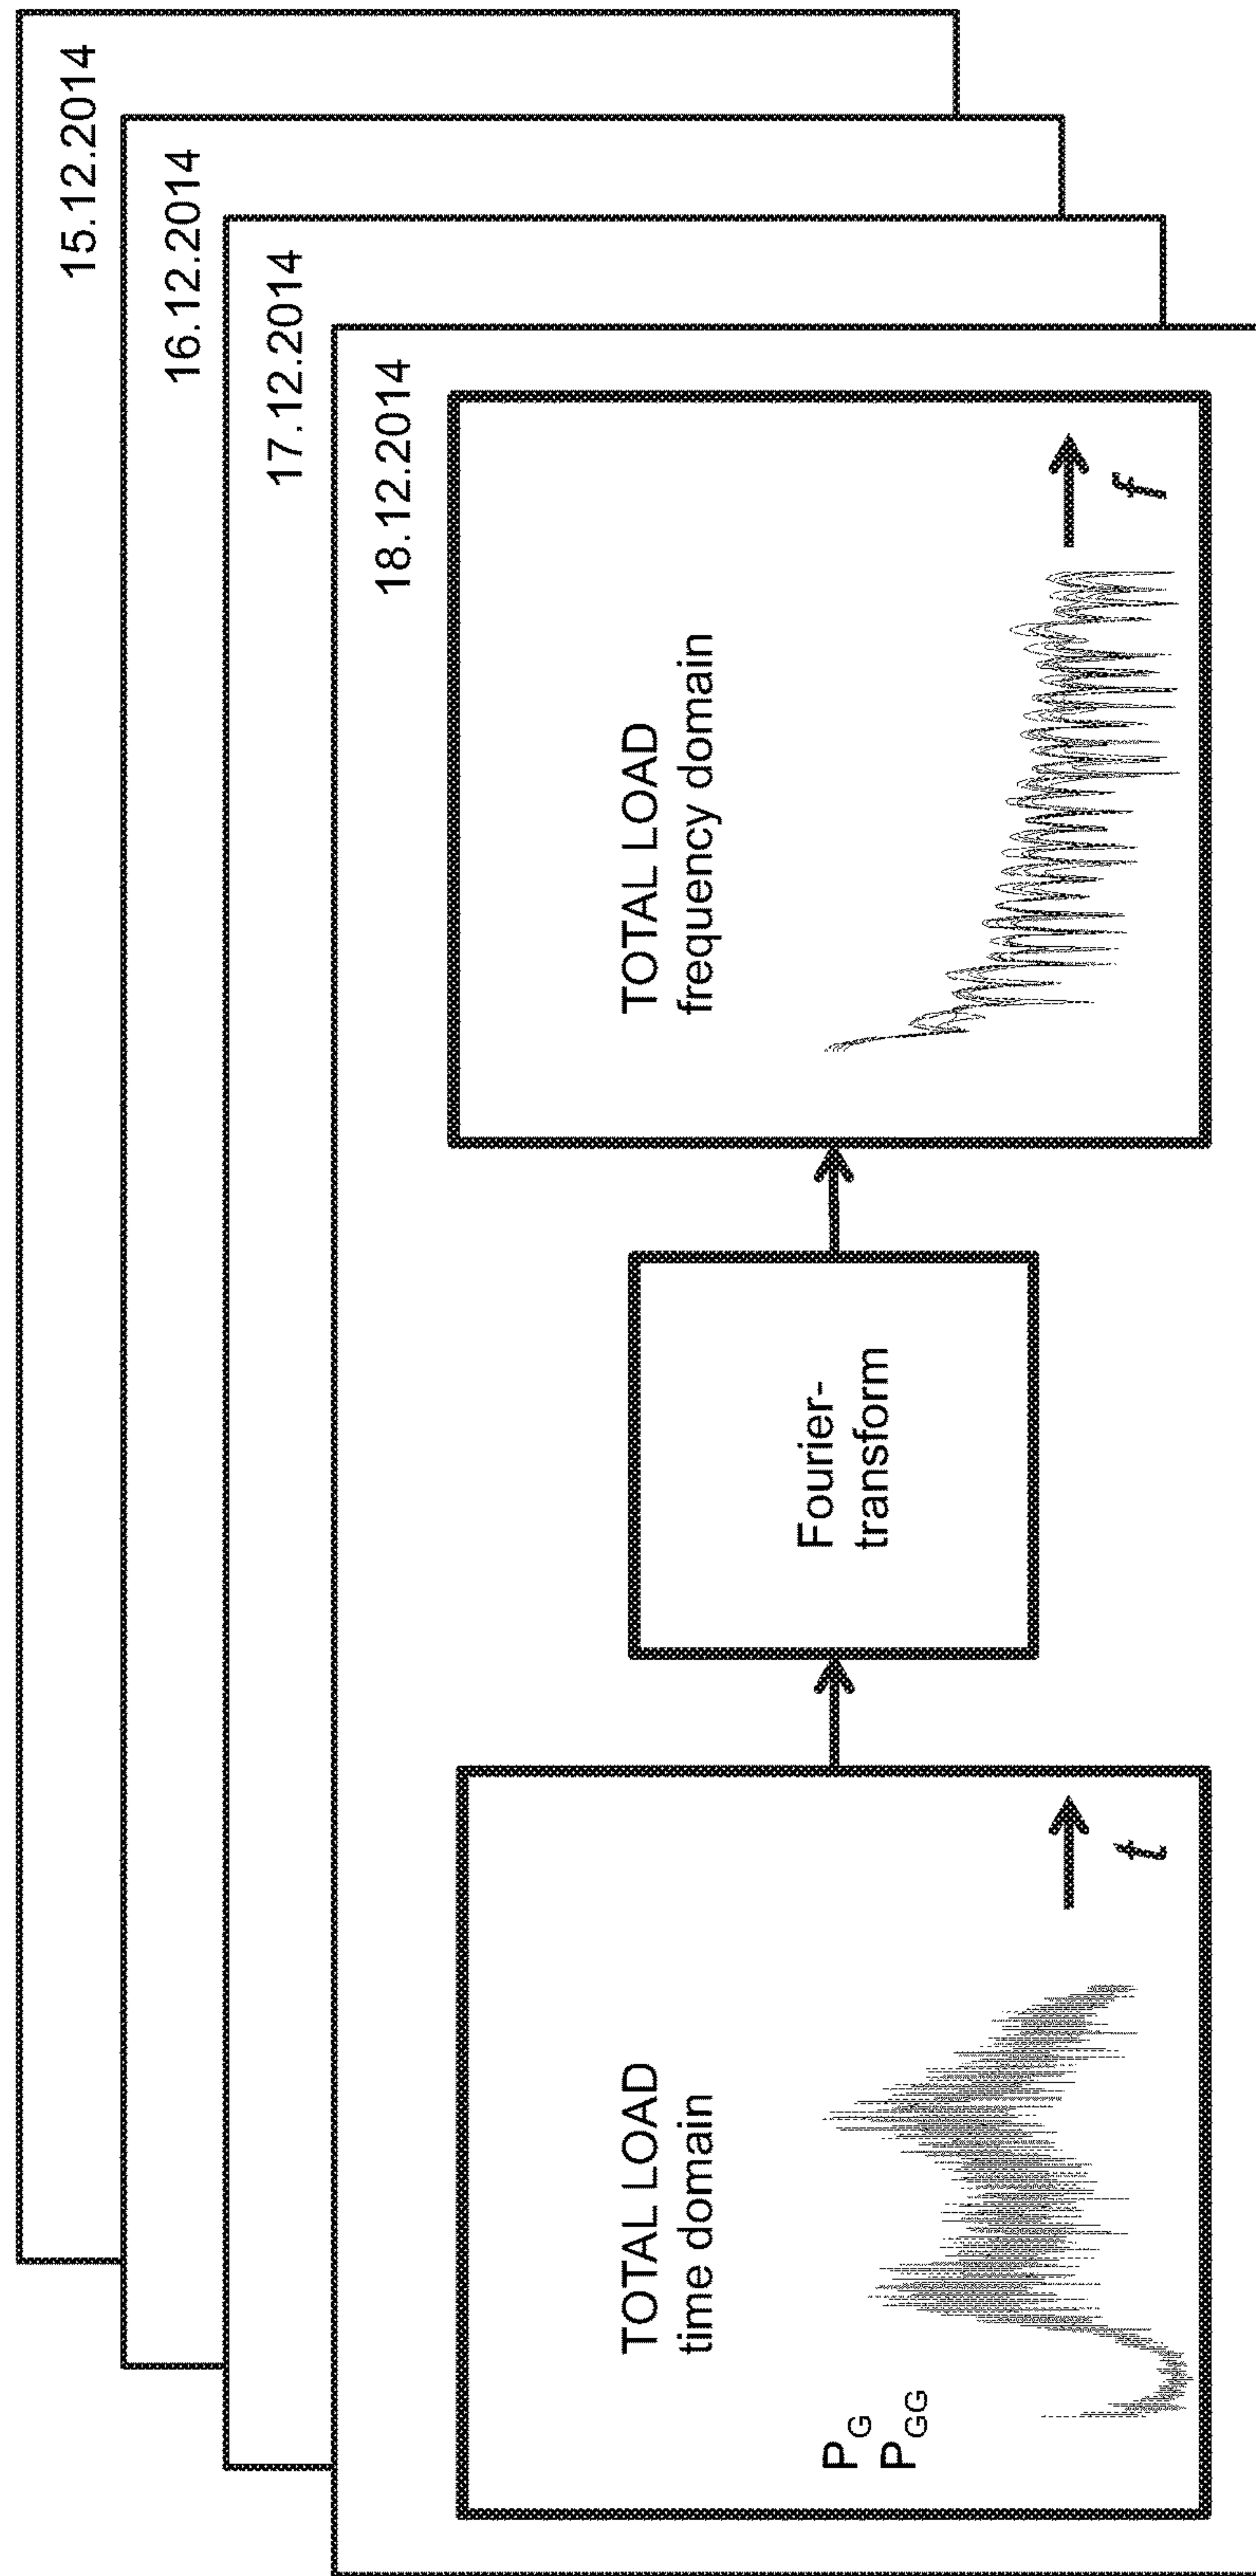 15.12.2014
16.12.2014
17.12.2014
18.12.2014
TOTAL LOAD
time domain
P_G
P_GG
t
Fourier-
transform
TOTAL LOAD
frequency domain
f